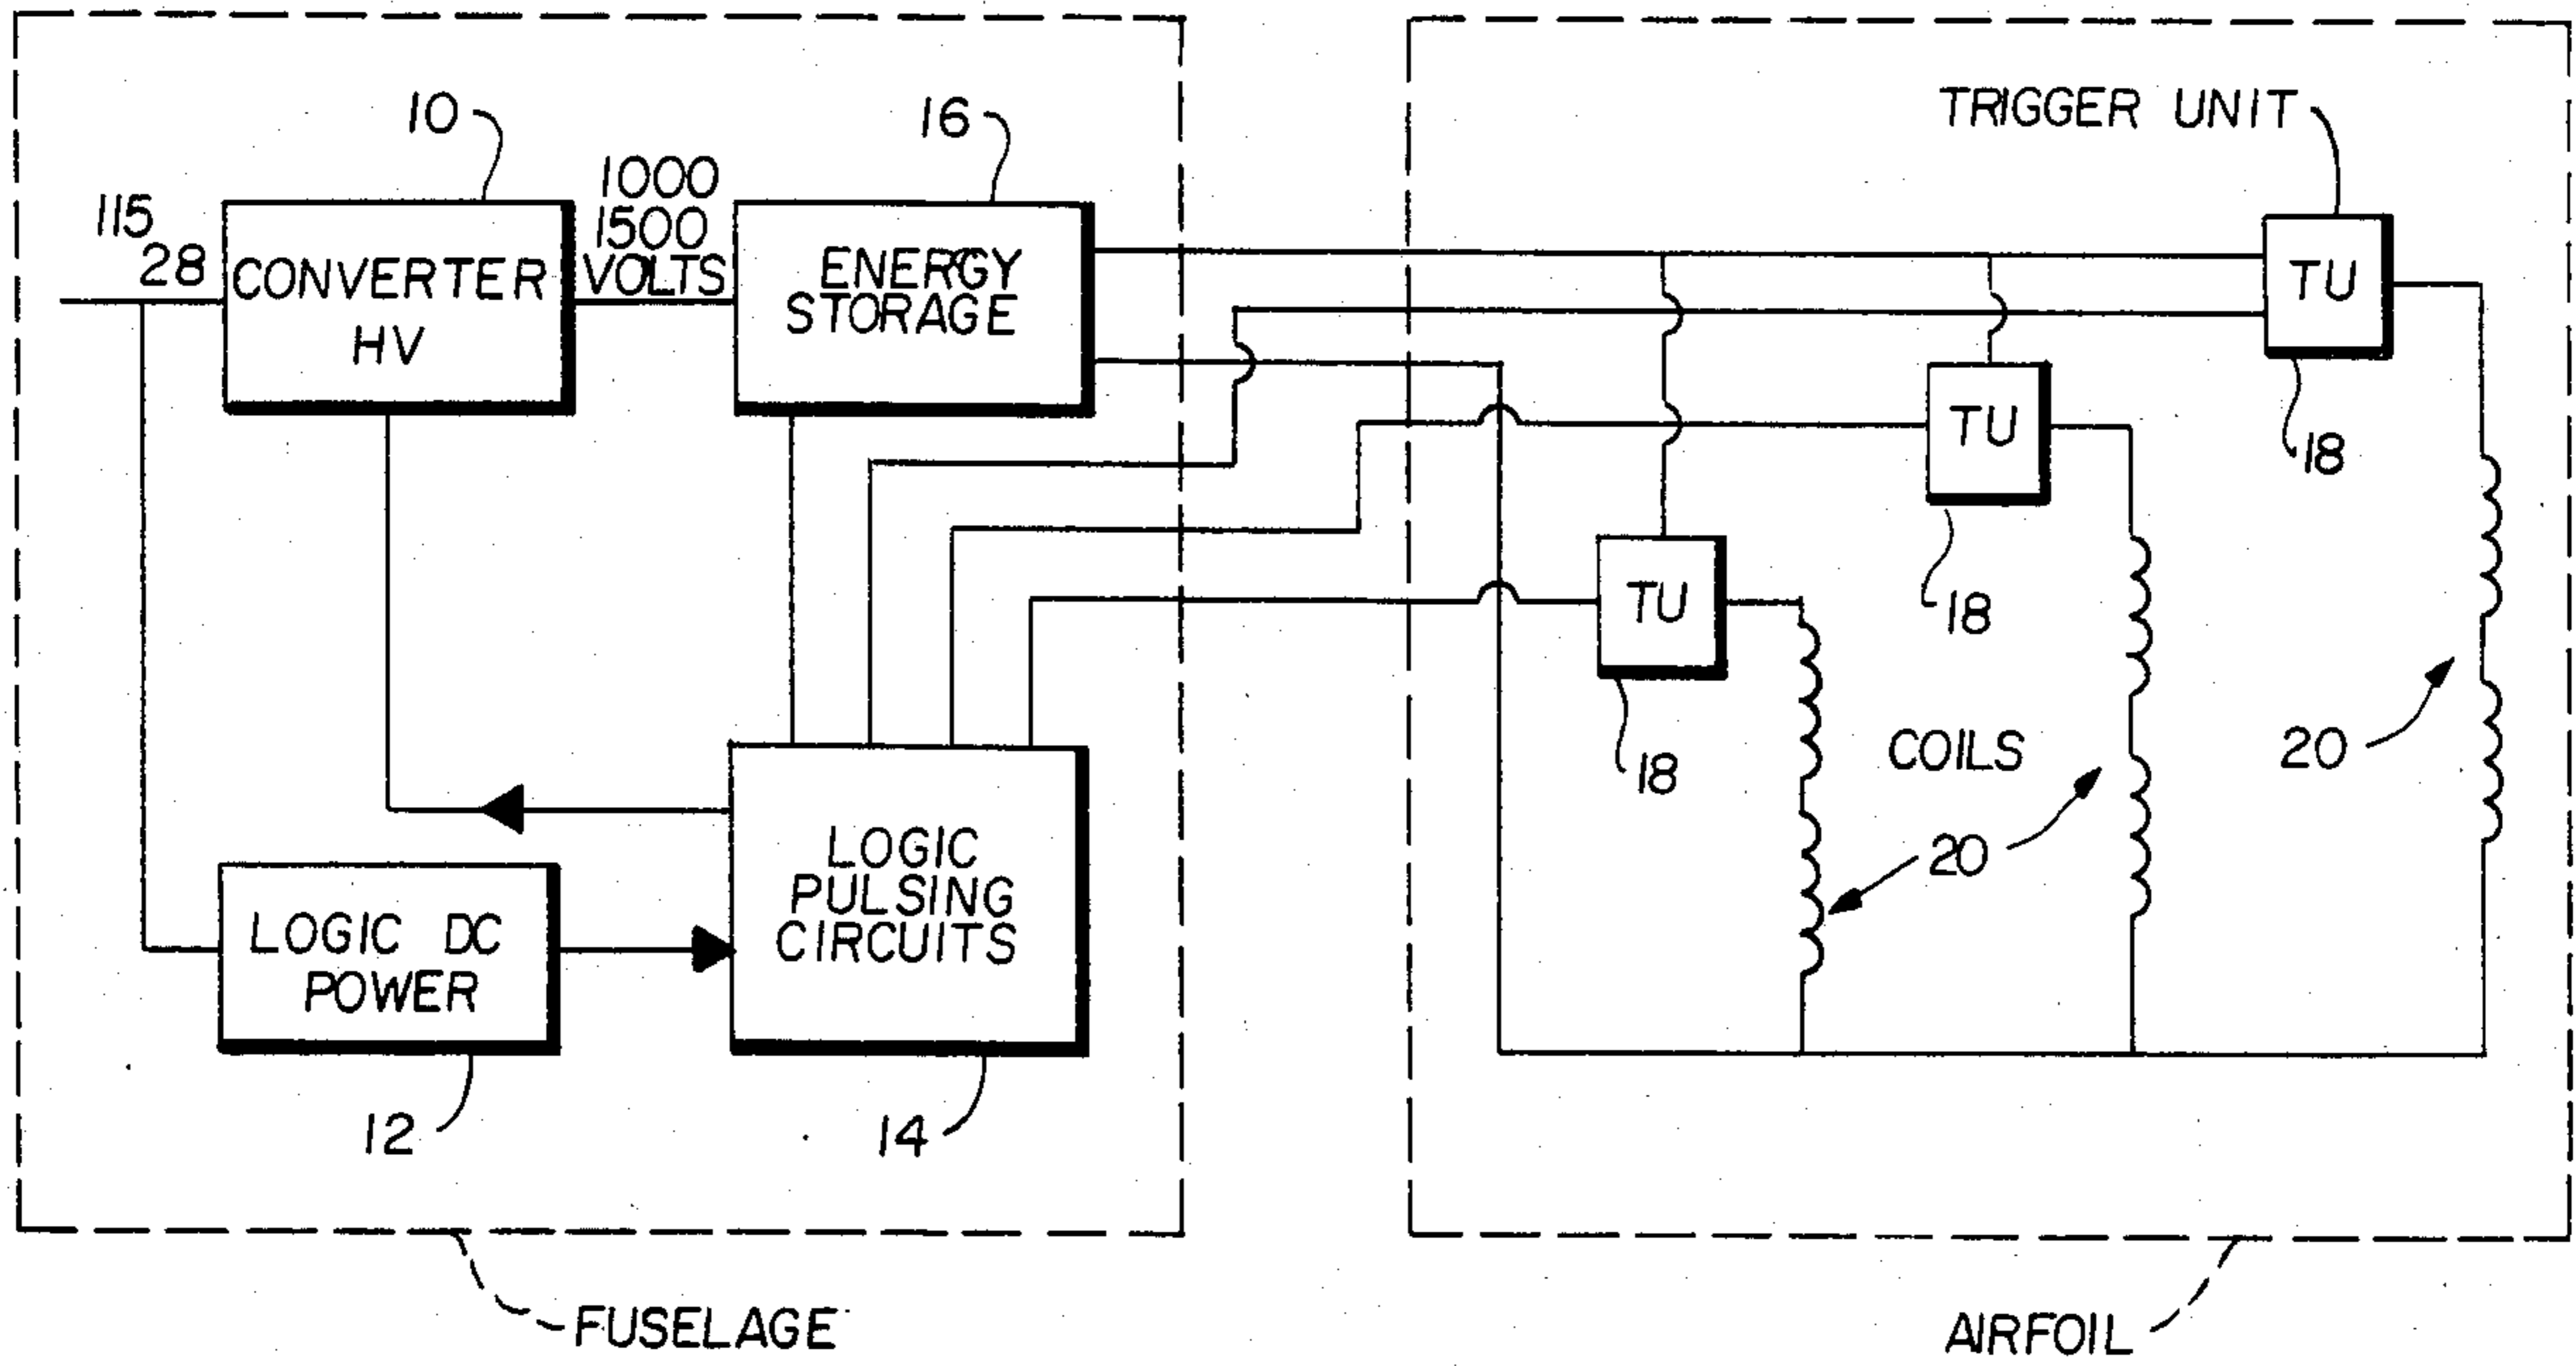 10
16
TRIGGER UNIT
115
28
1000
1500
VOLTS
CONVERTER
HV
ENERGY
STORAGE
TU
18
TU
18
TU
18
COILS
20
20
LOGIC
PULSING
CIRCUITS
LOGIC DC
POWER
12
14
FUSELAGE
AIRFOIL